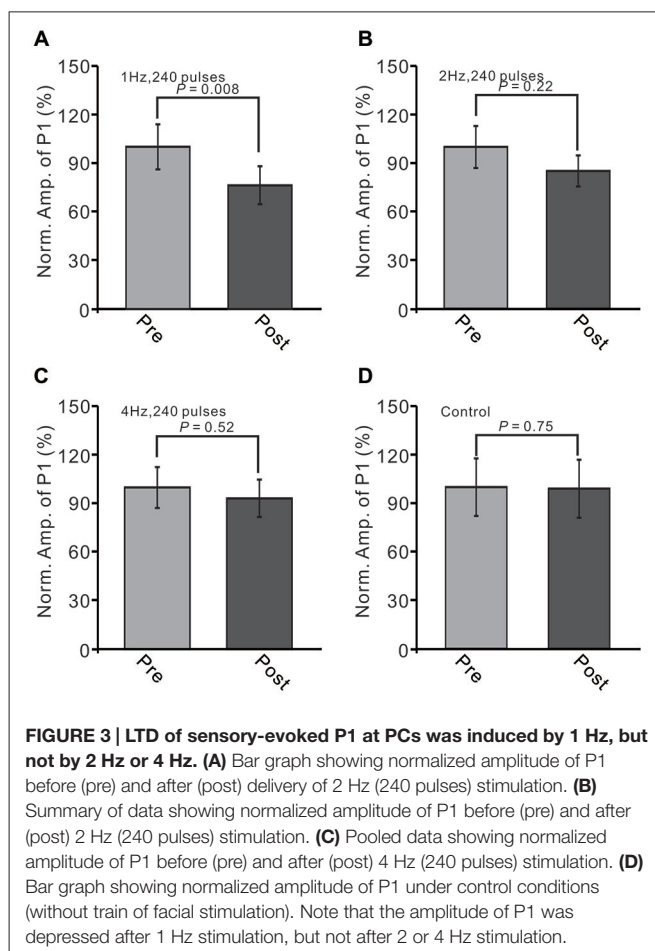 A
150
120
90
60
30
0
Norm. Amp. of P1 (%)
1Hz,240 pulses
P = 0.008
Pre
Post
B
150
120
90
60
30
0
Norm. Amp. of P1 (%)
2Hz,240 pulses
P = 0.22
Pre
Post
C
150
120
90
60
30
0
Norm. Amp. of P1 (%)
4Hz,240 pulses
P = 0.52
Pre
Post
D
150
120
90
60
30
0
Norm. Amp. of P1 (%)
Control
P = 0.75
Pre
Post
FIGURE 3 | LTD of sensory-evoked P1 at PCs was induced by 1 Hz, but
not by 2 Hz or 4 Hz. (A) Bar graph showing normalized amplitude of P1
before (pre) and after (post) delivery of 2 Hz (240 pulses) stimulation. (B)
Summary of data showing normalized amplitude of P1 before (pre) and after
(post) 2 Hz (240 pulses) stimulation. (C) Pooled data showing normalized
amplitude of P1 before (pre) and after (post) 4 Hz (240 pulses) stimulation. (D)
Bar graph showing normalized amplitude of P1 under control conditions
(without train of facial stimulation). Note that the amplitude of P1 was
depressed after 1 Hz stimulation, but not after 2 or 4 Hz stimulation.